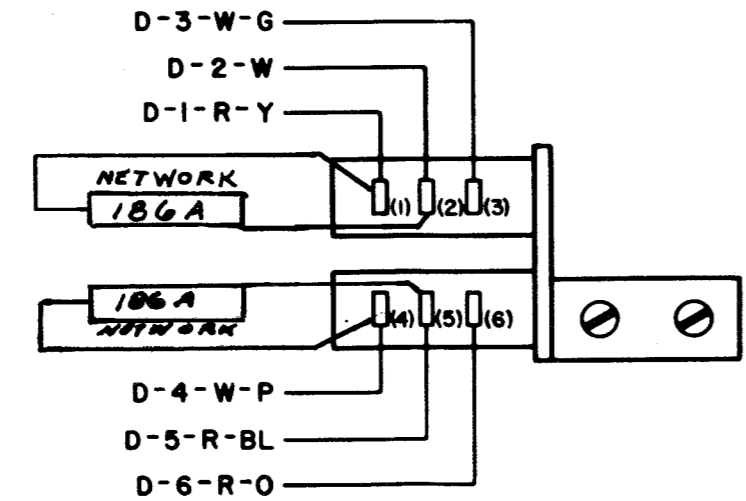 D-3-W-G
D-2-W
D-1-R-Y
NETWORK
186A
(1) (2) (3)
186A
NETWORK
(4) (5) (6)
D-4-W-P
D-5-R-BL
D-6-R-O